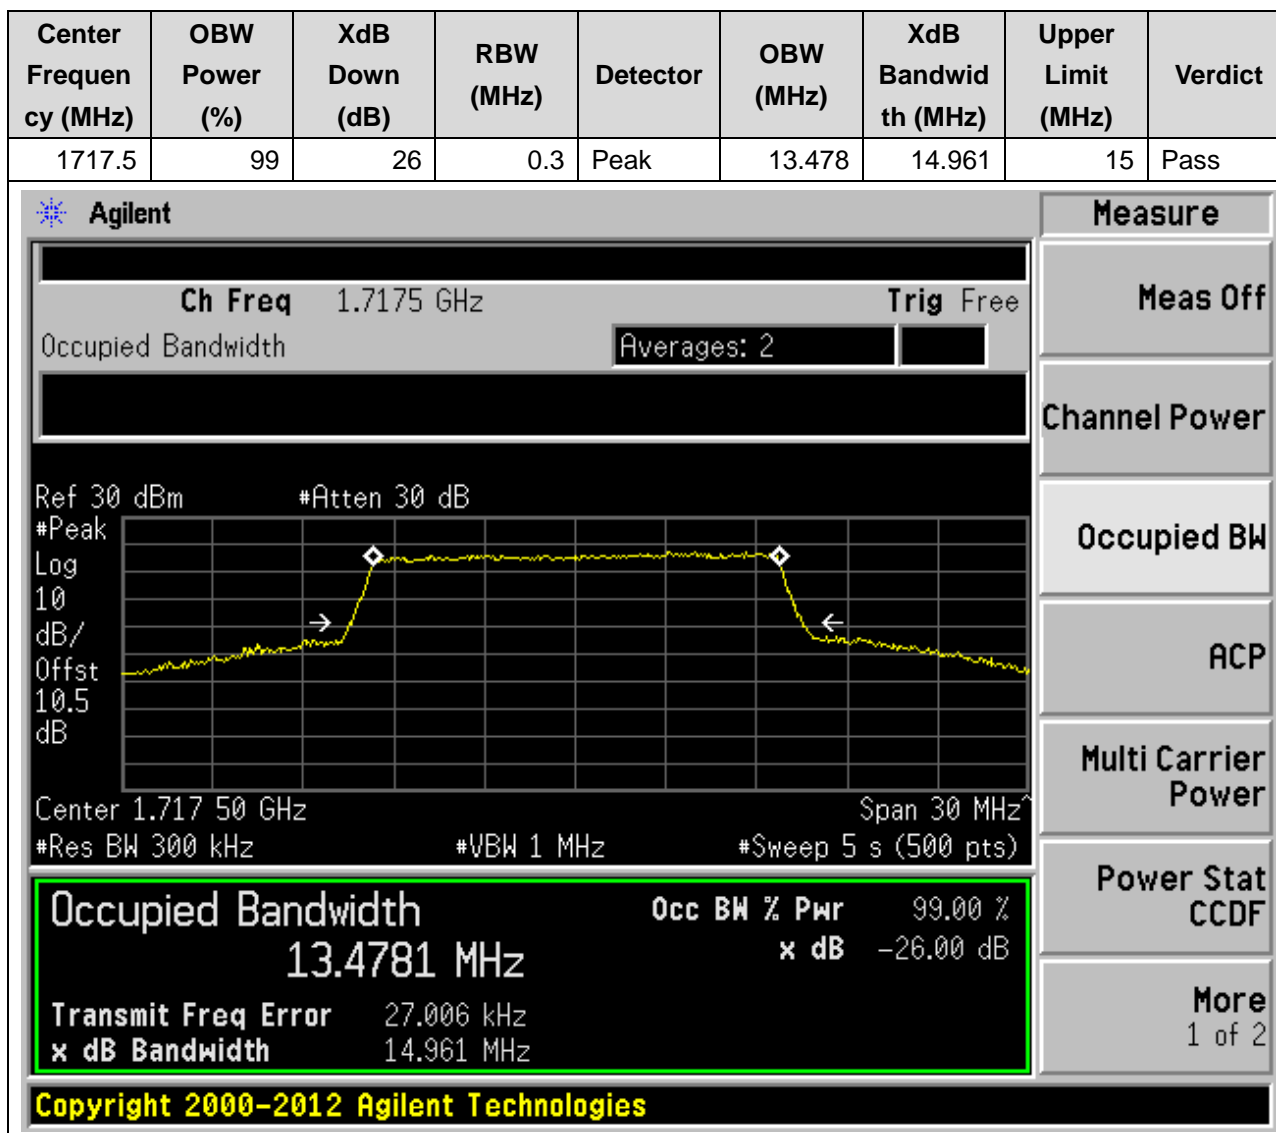 Center Frequen cy (MHz) OBW Power (%) XdB Down (dB) RBW (MHz) Detector OBW (MHz) XdB Bandwid th (MHz) Upper Limit (MHz) Verdict
1717.5 99 26 0.3 Peak 13.478 14.961 15 Pass
Agilent
Measure
Ch Freq 1.7175 GHz Trig Free
Meas Off
Occupied Bandwidth Averages: 2
Channel Power
Ref 30 dBm #Atten 30 dB
#Peak
Log
10
dB/
Offst
10.5
dB
Occupied BW
ACP
Multi Carrier
Power
Center 1.717 50 GHz Span 30 MHz^
#Res BW 300 kHz #VBW 1 MHz #Sweep 5 s (500 pts)
Power Stat
CCDF
Occupied Bandwidth Occ BW % Pwr 99.00 %
13.4781 MHz x dB -26.00 dB
Transmit Freq Error 27.006 kHz
x dB Bandwidth 14.961 MHz
More
1 of 2
Copyright 2000-2012 Agilent Technologies